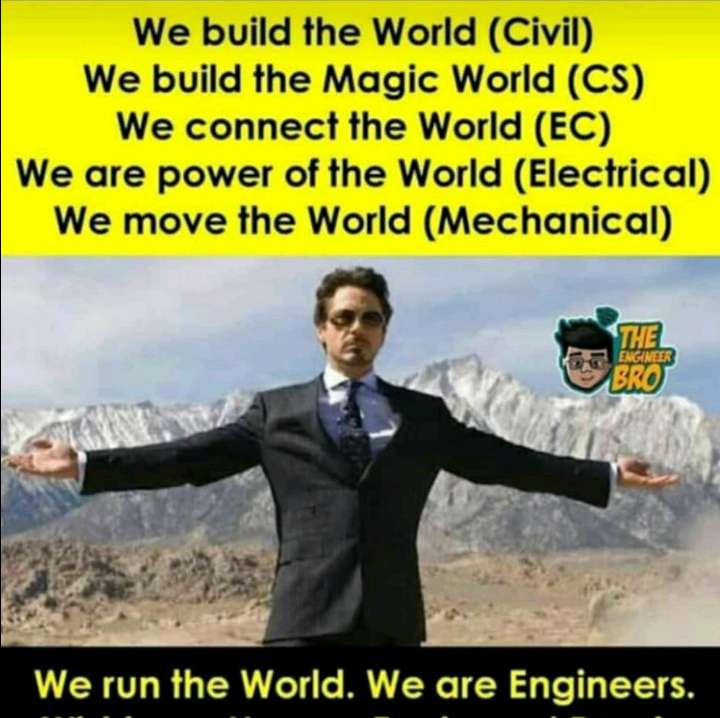 We build the World (Civil)
We build the Magic World (CS)
We connect the World (EC)
We are power of the World (Electrical)
We move the World (Mechanical)
THE
ENGINEER
BRO
We run the World. We are Engineers.